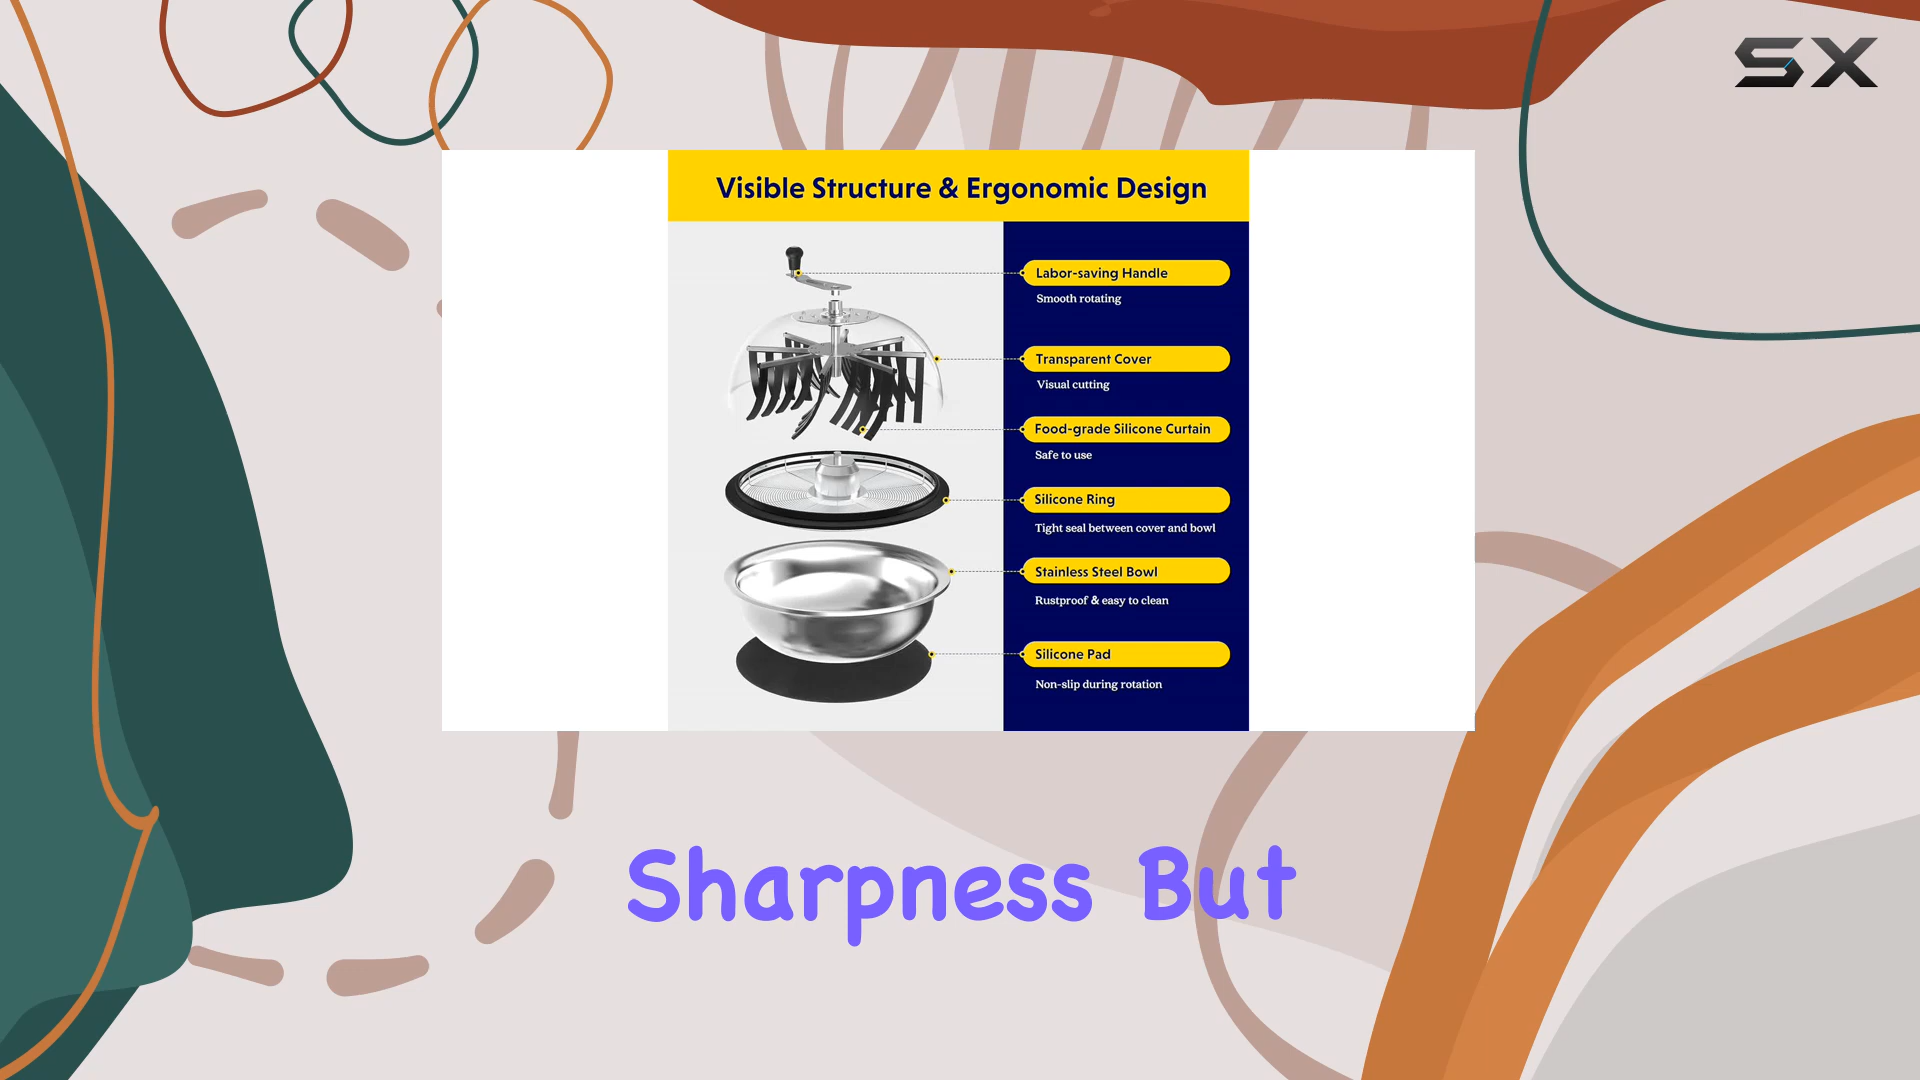 SX
Visible Structure & Ergonomic Design
Labor-saving Handle
Smooth rotating
Transparent Cover
Visual cutting
Food-grade Silicone Curtain
Safe to use
Silicone Ring
Tight seal between cover and bowl
Stainless Steel Bowl
Rustproof & easy to clean
Silicone Pad
Non-slip during rotation
Sharpness But